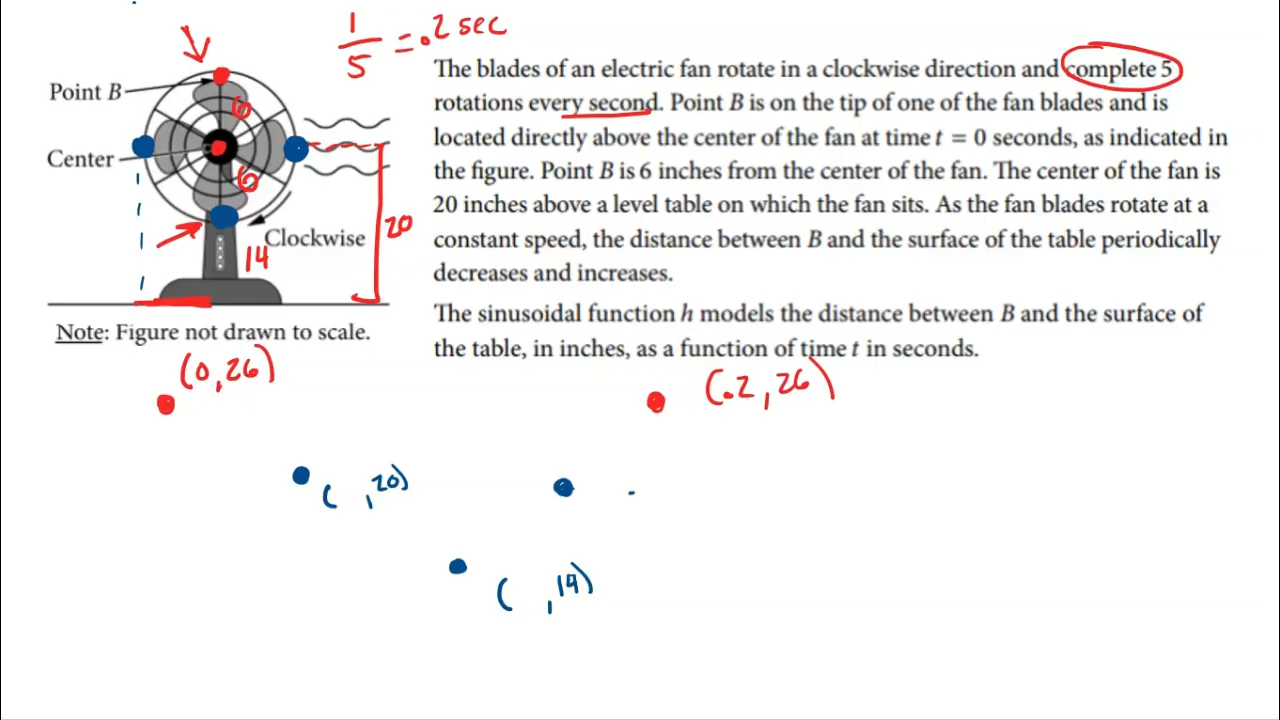 1
5
= .2 sec
Point B
Center
6
6
Clockwise
14
20
Note: Figure not drawn to scale.
The blades of an electric fan rotate in a clockwise direction and complete 5
rotations every second. Point B is on the tip of one of the fan blades and is
located directly above the center of the fan at time t = 0 seconds, as indicated in
the figure. Point B is 6 inches from the center of the fan. The center of the fan is
20 inches above a level table on which the fan sits. As the fan blades rotate at a
constant speed, the distance between B and the surface of the table periodically
decreases and increases.
The sinusoidal function h models the distance between B and the surface of
the table, in inches, as a function of time t in seconds.
(0,26)
(.2,26)
( ,20)
( ,14)